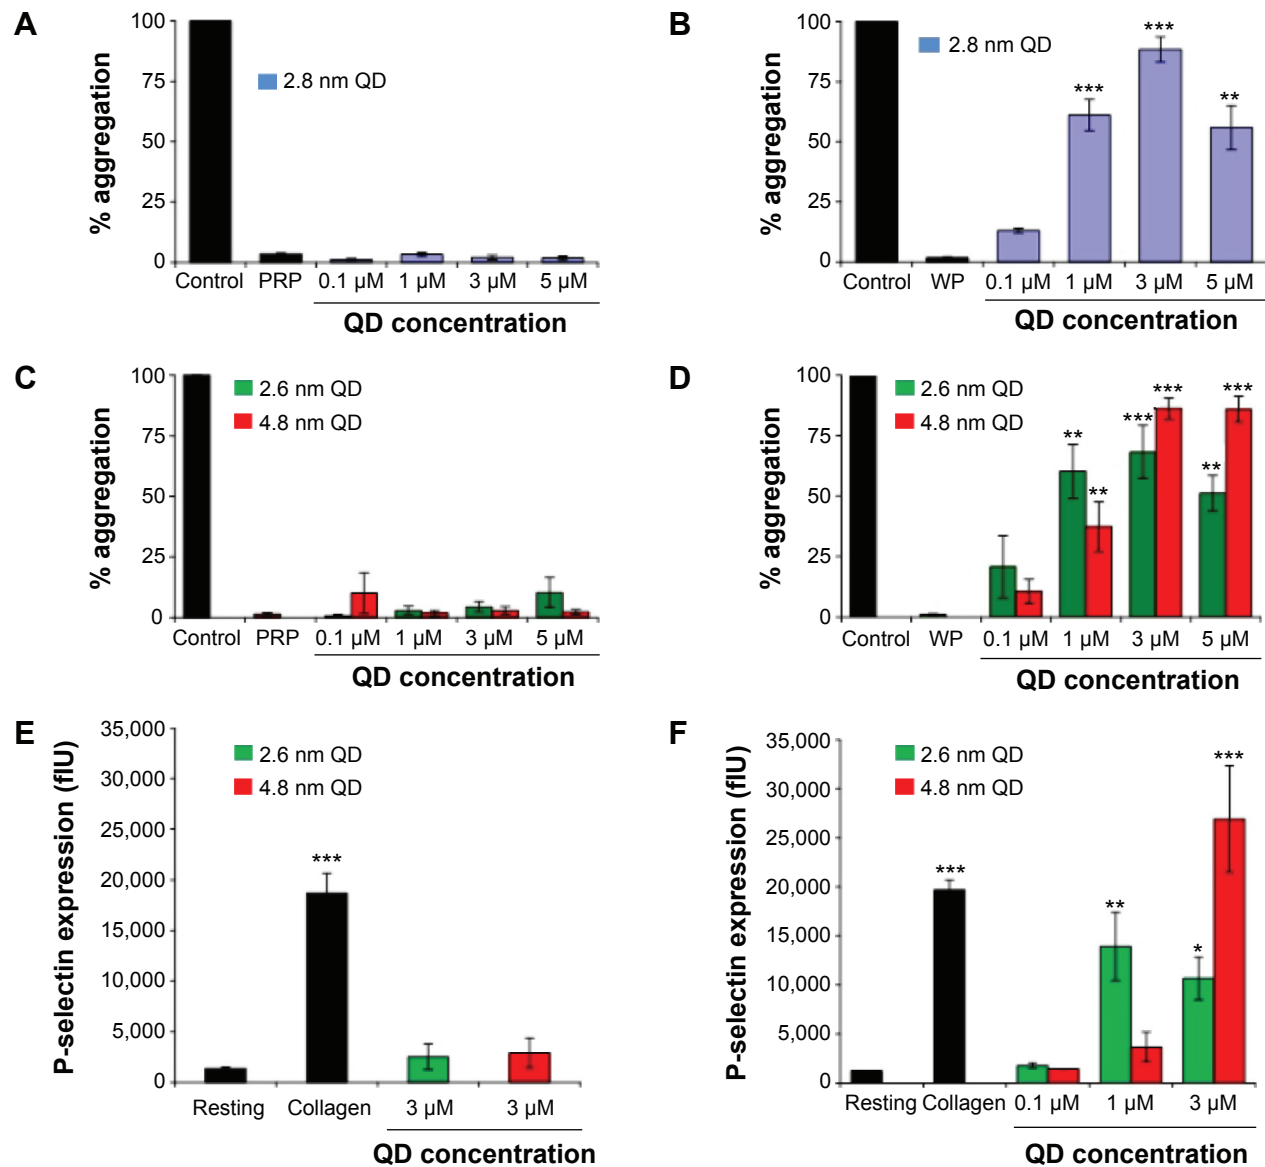 A
% aggregation
100
75
50
25
0
2.8 nm QD
Control PRP 0.1 µM 1 µM 3 µM 5 µM
QD concentration
B
% aggregation
100
75
50
25
0
2.8 nm QD
***
***
**
Control WP 0.1 µM 1 µM 3 µM 5 µM
QD concentration
C
% aggregation
100
75
50
25
0
2.6 nm QD
4.8 nm QD
Control PRP 0.1 µM 1 µM 3 µM 5 µM
QD concentration
D
% aggregation
100
75
50
25
0
2.6 nm QD
4.8 nm QD
**
**
***
***
**
***
Control WP 0.1 µM 1 µM 3 µM 5 µM
QD concentration
E
P-selectin expression (flU)
35,000
30,000
25,000
20,000
15,000
10,000
5,000
0
2.6 nm QD
4.8 nm QD
***
Resting Collagen 3 µM 3 µM
QD concentration
F
P-selectin expression (flU)
35,000
30,000
25,000
20,000
15,000
10,000
5,000
0
2.6 nm QD
4.8 nm QD
***
**
*
***
Resting Collagen 0.1 µM 1 µM 3 µM
QD concentration